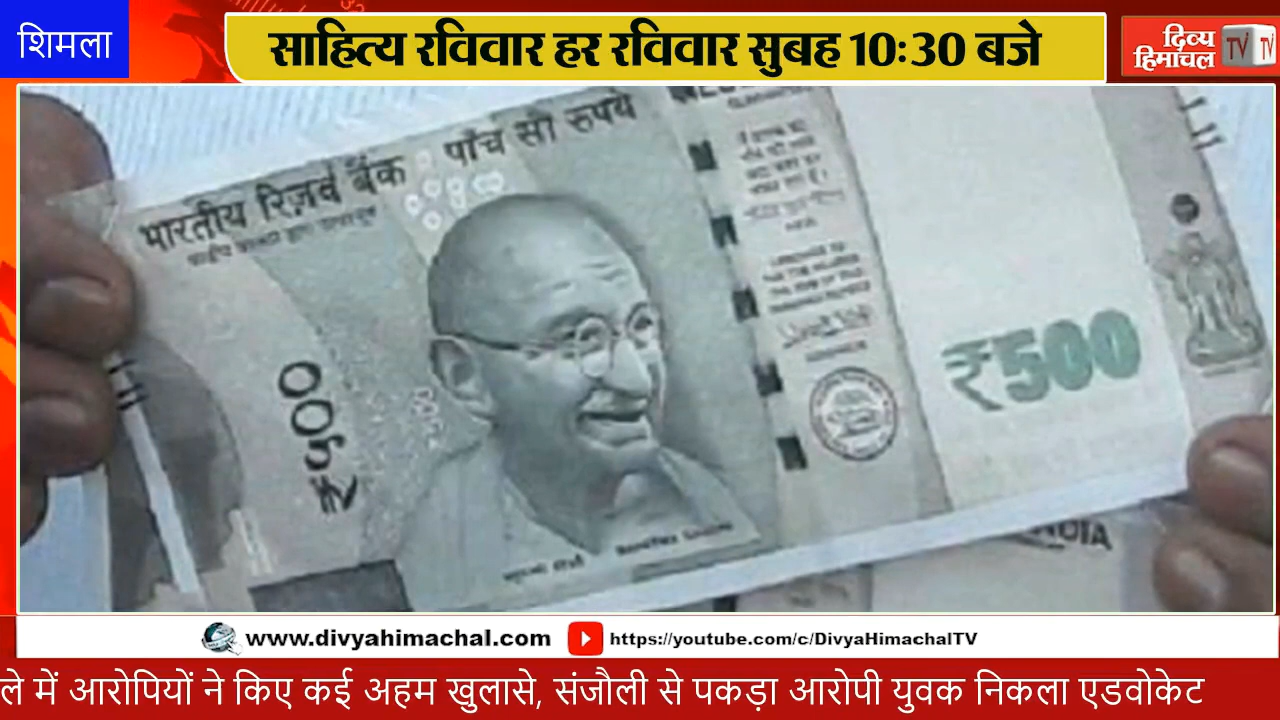 शिमला
साहित्य रविवार हर रविवार सुबह 10:30 बजे
दिव्य
हिमाचल
TV TV
भारतीय रिज़र्व बैंक
पाँच सौ रुपये
₹500
₹500
www.divyahimachal.com
https://youtube.com/c/DivyaHimachalTV
ले में आरोपियों ने किए कई अहम खुलासे, संजौली से पकड़ा आरोपी युवक निकला एडवोकेट